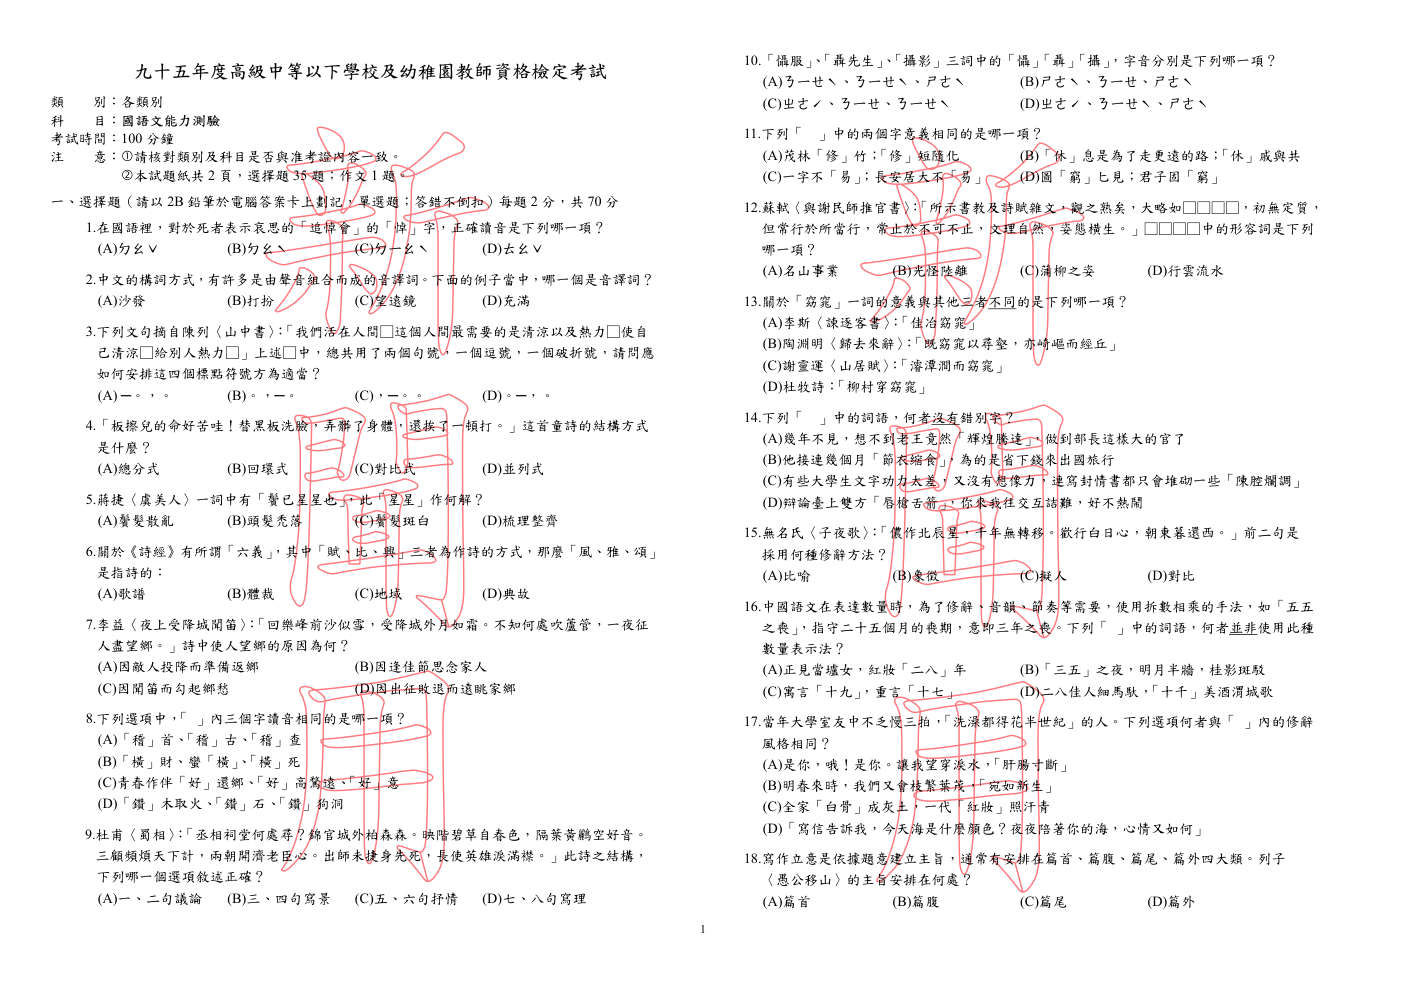 九十五年度高級中等以下學校及幼稚園教師資格檢定考試
類　　別：各類別
科　　目：國語文能力測驗
考試時間：100 分鐘
注　　意：①請核對類別及科目是否與准考證內容一致。
②本試題紙共 2 頁，選擇題 35 題；作文 1 題。
一、選擇題（請以 2B 鉛筆於電腦答案卡上劃記，單選題；答錯不倒扣）每題 2 分，共 70 分
1.在國語裡，對於死者表示哀思的「追悼會」的「悼」字，正確讀音是下列哪一項？
(A)ㄉㄠˇ (B)ㄉㄠˋ (C)ㄉㄧㄠˋ (D)ㄊㄠˇ
2.中文的構詞方式，有許多是由聲音組合而成的音譯詞。下面的例子當中，哪一個是音譯詞？
(A)沙發 (B)打扮 (C)望遠鏡 (D)充滿
3.下列文句摘自陳列〈山中書〉：「我們活在人間□這個人間最需要的是清涼以及熱力□使自
己清涼□給別人熱力□」上述□中，總共用了兩個句號，一個逗號，一個破折號，請問應
如何安排這四個標點符號方為適當？
(A)─。，。 (B)。，─。 (C)，─。。 (D)。─，。
4.「板擦兒的命好苦哇！替黑板洗臉，弄髒了身體，還挨了一頓打。」這首童詩的結構方式
是什麼？
(A)總分式 (B)回環式 (C)對比式 (D)並列式
5.蔣捷〈虞美人〉一詞中有「鬢已星星也」，此「星星」作何解？
(A)鬢髮散亂 (B)頭髮禿落 (C)鬢髮斑白 (D)梳理整齊
6.關於《詩經》有所謂「六義」，其中「賦、比、興」三者為作詩的方式，那麼「風、雅、頌」
是指詩的：
(A)歌譜 (B)體裁 (C)地域 (D)典故
7.李益〈夜上受降城聞笛〉：「回樂峰前沙似雪，受降城外月如霜。不知何處吹蘆管，一夜征
人盡望鄉。」詩中使人望鄉的原因為何？
(A)因敵人投降而準備返鄉 (B)因逢佳節思念家人
(C)因聞笛而勾起鄉愁 (D)因出征敗退而遠眺家鄉
8.下列選項中，「　」內三個字讀音相同的是哪一項？
(A)「稽」首、「稽」古、「稽」查
(B)「橫」財、蠻「橫」、「橫」死
(C)青春作伴「好」還鄉、「好」高騖遠、「好」意
(D)「鑽」木取火、「鑽」石、「鑽」狗洞
9.杜甫〈蜀相〉：「丞相祠堂何處尋？錦官城外柏森森。映階碧草自春色，隔葉黃鸝空好音。
三顧頻煩天下計，兩朝開濟老臣心。出師未捷身先死，長使英雄淚滿襟。」此詩之結構，
下列哪一個選項敘述正確？
(A)一、二句議論 (B)三、四句寫景 (C)五、六句抒情 (D)七、八句寫理
10.「懾服」、「聶先生」、「攝影」三詞中的「懾」「聶」「攝」，字音分別是下列哪一項？
(A)ㄋㄧㄝˋ、ㄋㄧㄝˋ、ㄕㄜˋ (B)ㄕㄜˋ、ㄋㄧㄝ、ㄕㄜˋ
(C)ㄓㄜˊ、ㄋㄧㄝ、ㄋㄧㄝˋ (D)ㄓㄜˊ、ㄋㄧㄝˋ、ㄕㄜˋ
11.下列「　」中的兩個字意義相同的是哪一項？
(A)茂林「修」竹；「修」短隨化 (B)「休」息是為了走更遠的路；「休」戚與共
(C)一字不「易」；長安居大不「易」 (D)圖「窮」匕見；君子固「窮」
12.蘇軾〈與謝民師推官書〉：「所示書教及詩賦雜文，觀之熟矣，大略如□□□□，初無定質，
但常行於所當行，常止於不可不止，文理自然，姿態橫生。」□□□□中的形容詞是下列
哪一項？
(A)名山事業 (B)光怪陸離 (C)蒲柳之姿 (D)行雲流水
13.關於「窈窕」一詞的意義與其他三者不同的是下列哪一項？
(A)李斯〈諫逐客書〉：「佳冶窈窕」
(B)陶淵明〈歸去來辭〉：「既窈窕以尋壑，亦崎嶇而經丘」
(C)謝靈運〈山居賦〉：「濬潭澗而窈窕」
(D)杜牧詩：「柳村穿窈窕」
14.下列「　」中的詞語，何者沒有錯別字？
(A)幾年不見，想不到老王竟然「輝煌騰達」，做到部長這樣大的官了
(B)他接連幾個月「節衣縮食」，為的是省下錢來出國旅行
(C)有些大學生文字功力太差，又沒有想像力，連寫封情書都只會堆砌一些「陳腔爛調」
(D)辯論臺上雙方「唇槍舌箭」，你來我往交互詰難，好不熱鬧
15.無名氏〈子夜歌〉：「儂作北辰星，千年無轉移。歡行白日心，朝東暮還西。」前二句是
採用何種修辭方法？
(A)比喻 (B)象徵 (C)擬人 (D)對比
16.中國語文在表達數量時，為了修辭、音韻、節奏等需要，使用拆數相乘的手法，如「五五
之喪」，指守二十五個月的喪期，意即三年之喪。下列「　」中的詞語，何者並非使用此種
數量表示法？
(A)正見當壚女，紅妝「二八」年 (B)「三五」之夜，明月半牆，桂影斑駁
(C)寓言「十九」，重言「十七」 (D)二八佳人細馬馱，「十千」美酒渭城歌
17.當年大學室友中不乏慢三拍，「洗澡都得花半世紀」的人。下列選項何者與「　」內的修辭
風格相同？
(A)是你，哦！是你。讓我望穿淚水，「肝腸寸斷」
(B)明春來時，我們又會枝繁葉茂，「宛如新生」
(C)全家「白骨」成灰土，一代「紅妝」照汗青
(D)「寫信告訴我，今天海是什麼顏色？夜夜陪著你的海，心情又如何」
18.寫作立意是依據題意建立主旨，通常有安排在篇首、篇腹、篇尾、篇外四大類。列子
〈愚公移山〉的主旨安排在何處？
(A)篇首 (B)篇腹 (C)篇尾 (D)篇外
1
新聞用
新聞用